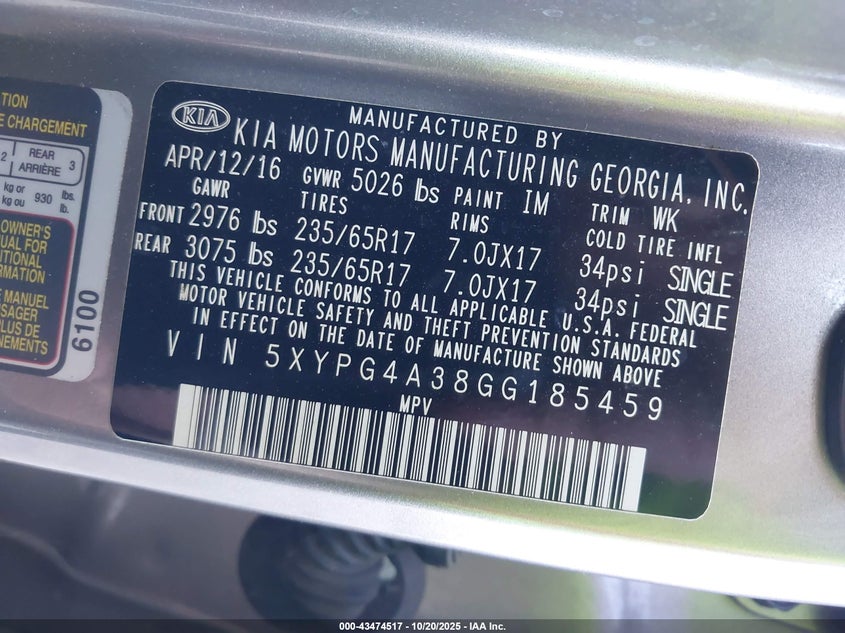 TION
E CHARGEMENT
2 REAR 3
ARRIÈRE
kg or 930 lbs.
kg ou lb.
OWNER'S
NUAL FOR
DITIONAL
ORMATION
E MANUEL
SAGER
PLUS DE
NEMENTS
6100
KIA
MANUFACTURED BY
KIA MOTORS MANUFACTURING GEORGIA, INC.
APR/12/16 GVWR 5026 lbs PAINT IM TRIM WK
GAWR TIRES RIMS COLD TIRE INFL
FRONT 2976 lbs 235/65R17 7.0JX17 34psi SINGLE
REAR 3075 lbs 235/65R17 7.0JX17 34psi SINGLE
THIS VEHICLE CONFORMS TO ALL APPLICABLE U.S.A. FEDERAL
MOTOR VEHICLE SAFETY AND THEFT PREVENTION STANDARDS
IN EFFECT ON THE DATE OF MANUFACTURE SHOWN ABOVE
VIN 5XYPG4A38GG185459
MPV
000-43474517 - 10/20/2025 - IAA Inc.